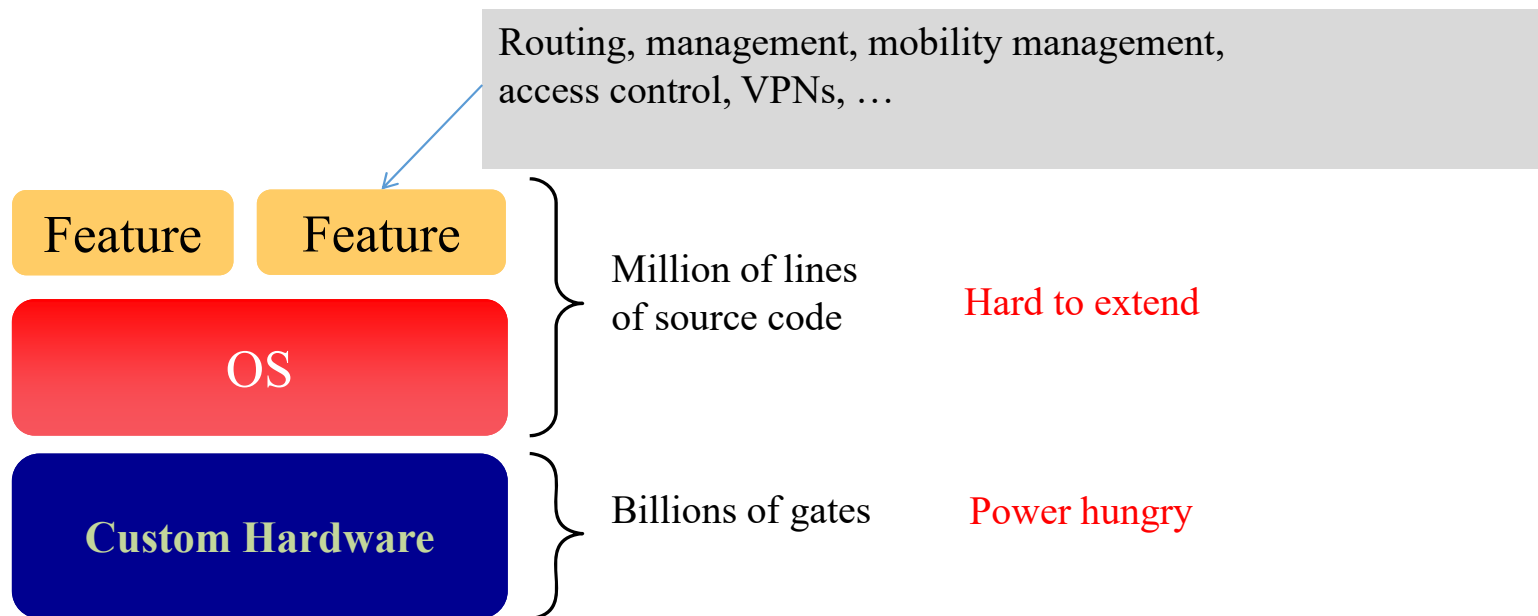 Routing, management, mobility management,
access control, VPNs, …
Feature
Feature
Million of lines
of source code
Hard to extend
OS
Billions of gates
Power hungry
Custom Hardware